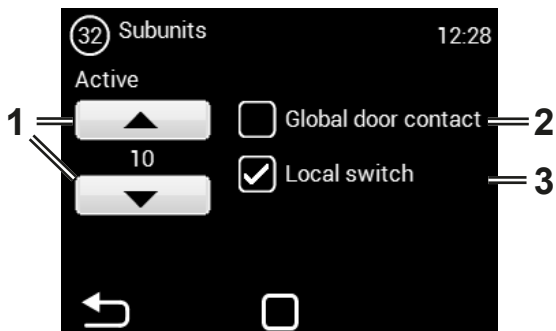 32 Subunits 12:28
Active
Global door contact
10
Local switch
1
2
3